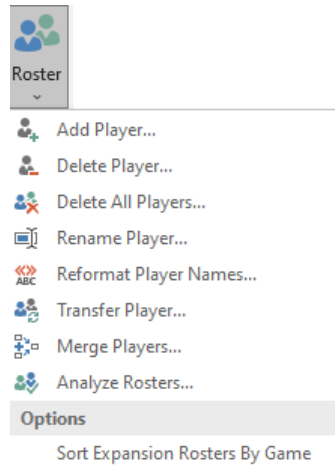 Roster
Add Player...
Delete Player...
Delete All Players...
Rename Player...
ABC
Reformat Player Names...
Transfer Player...
Merge Players...
Analyze Rosters...
Options
Sort Expansion Rosters By Game